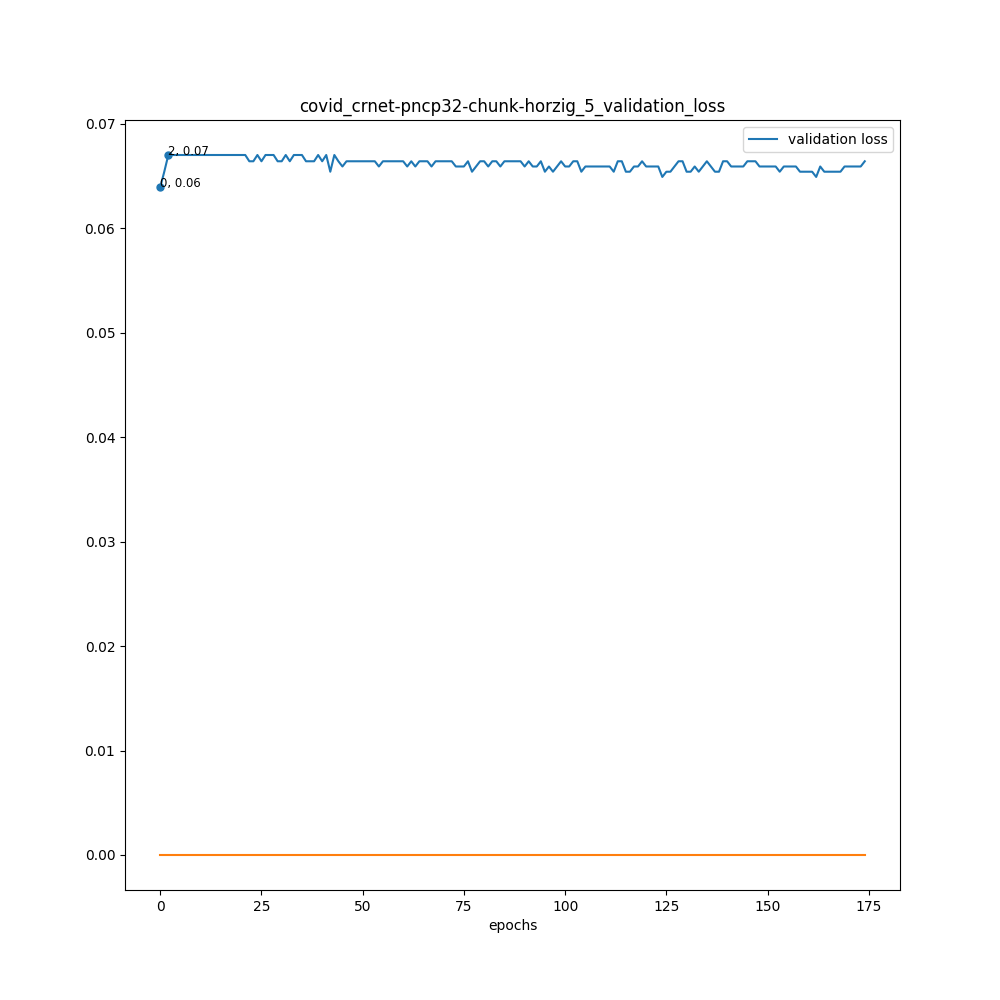 covid_crnet-pncp32-chunk-horzig_5_validation_loss
validation loss
0.07
2, 0.07
0, 0.06
0.06
0.05
0.04
0.03
0.02
0.01
0.00
0 25 50 75 100 125 150 175
epochs